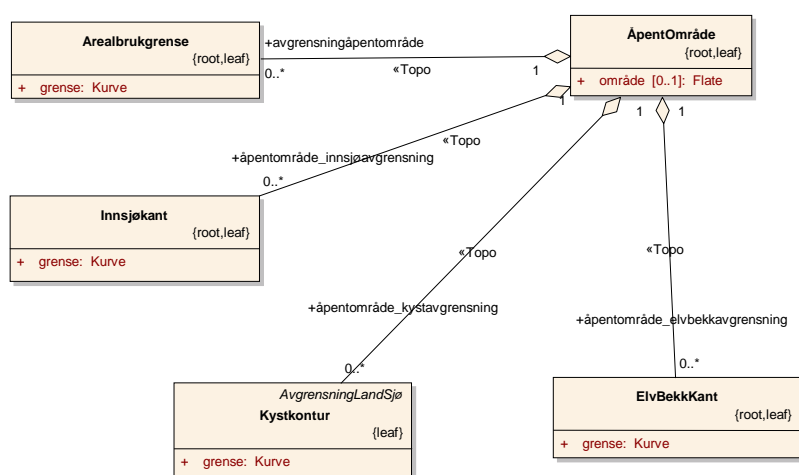 Arealbrukgrense
{root,leaf}
+ grense: Kurve
+avgrensningåpentområde
0..*
«Topo
1
ÅpentOmråde
{root,leaf}
+ område [0..1]: Flate
1
1
1
«Topo
+åpentområde_innsjøavgrensning
0..*
Innsjøkant
{root,leaf}
+ grense: Kurve
«Topo
«Topo
+åpentområde_kystavgrensning
+åpentområde_elvbekkavgrensning
0..*
0..*
AvgrensningLandSjø
Kystkontur
{leaf}
+ grense: Kurve
ElvBekkKant
{root,leaf}
+ grense: Kurve